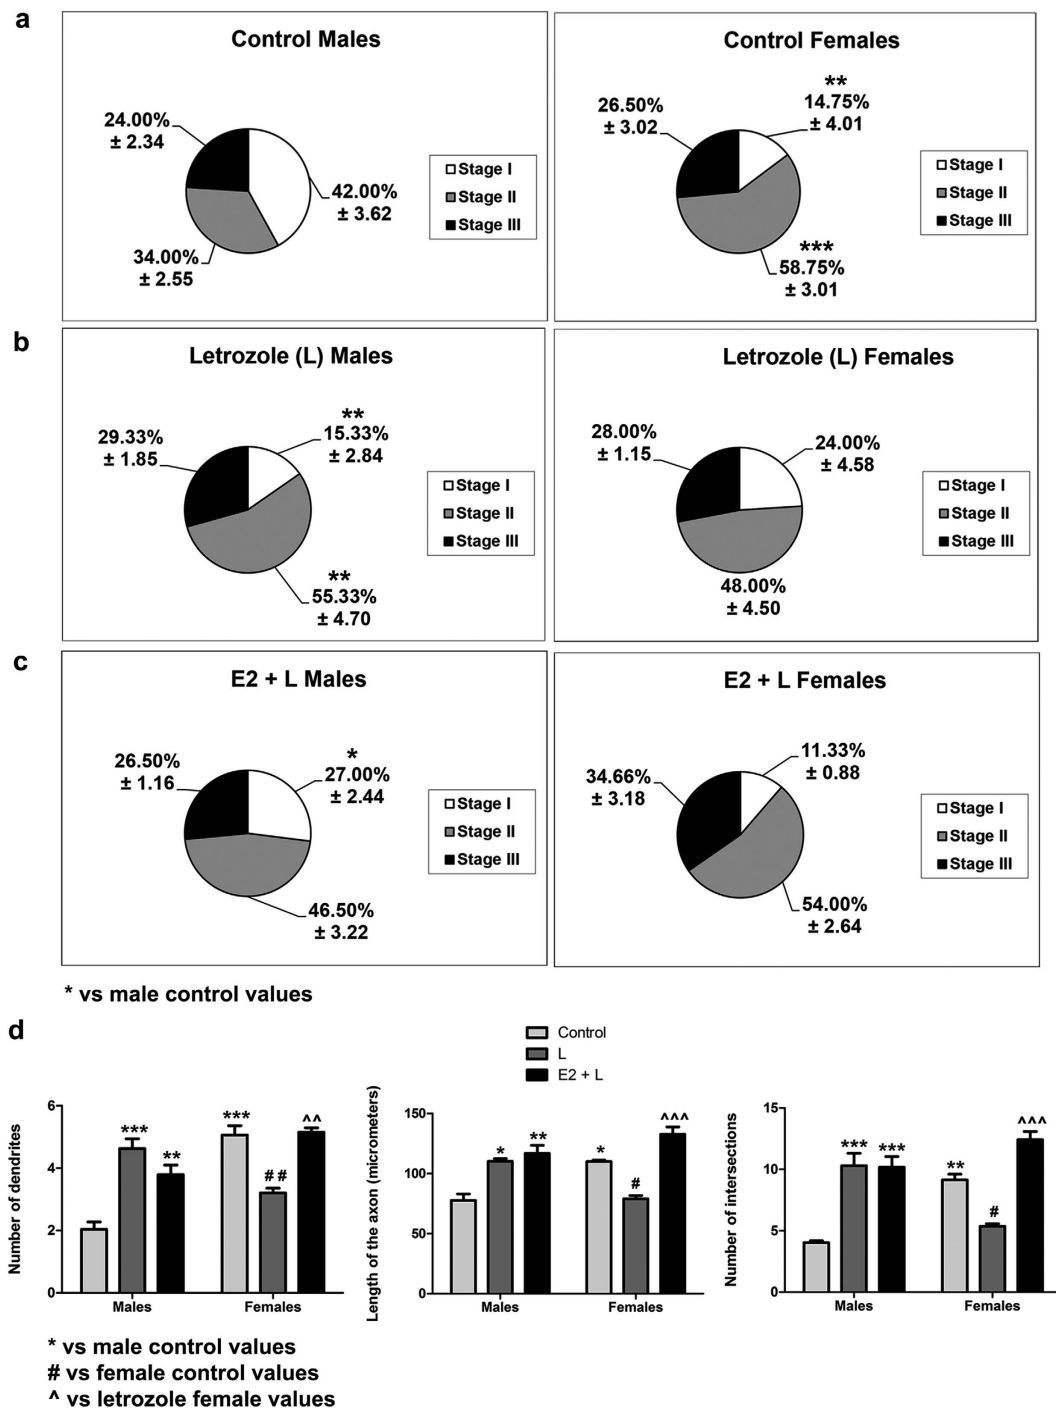 a
Control Males
24.00%
± 2.34
42.00%
± 3.62
34.00%
± 2.55
Stage I
Stage II
Stage III
Control Females
26.50%
± 3.02
**
14.75%
± 4.01
***
58.75%
± 3.01
Stage I
Stage II
Stage III
b
Letrozole (L) Males
29.33%
± 1.85
**
15.33%
± 2.84
**
55.33%
± 4.70
Stage I
Stage II
Stage III
Letrozole (L) Females
28.00%
± 1.15
24.00%
± 4.58
48.00%
± 4.50
Stage I
Stage II
Stage III
c
E2 + L Males
26.50%
± 1.16
*
27.00%
± 2.44
46.50%
± 3.22
Stage I
Stage II
Stage III
E2 + L Females
34.66%
± 3.18
11.33%
± 0.88
54.00%
± 2.64
Stage I
Stage II
Stage III
* vs male control values
d
Control
L
E2 + L
Number of dendrites
6
4
2
0
***
**
***
# #
^^
Males
Females
Length of the axon (micrometers)
150
100
50
0
*
**
*
#
^^^
Males
Females
Number of intersections
15
10
5
0
***
***
**
#
^^^
Males
Females
* vs male control values
# vs female control values
^ vs letrozole female values